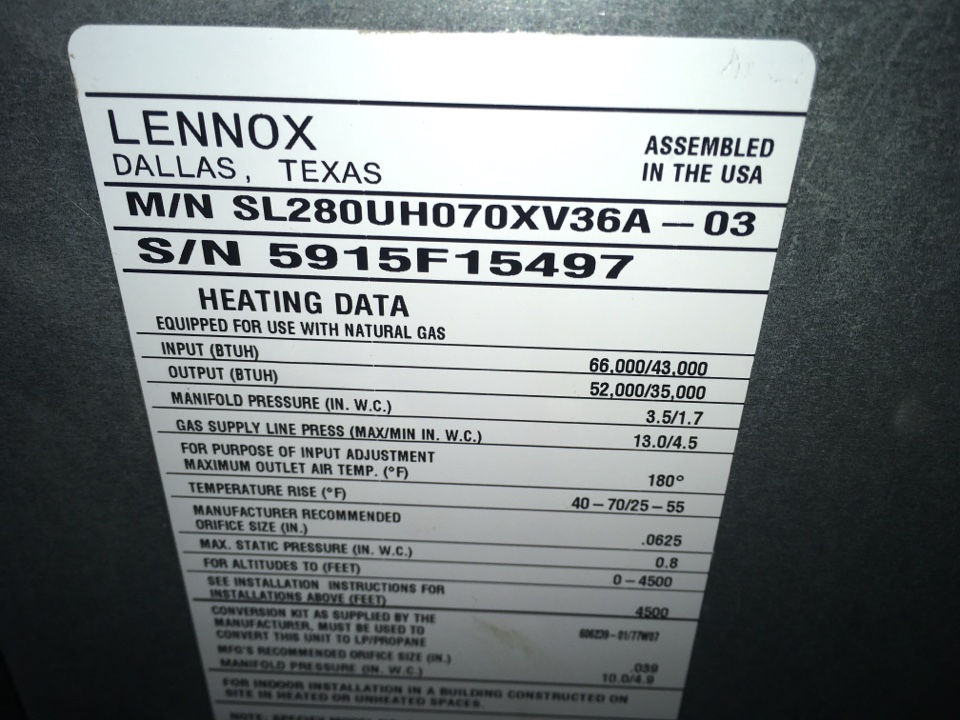 LENNOX
DALLAS, TEXAS
ASSEMBLED
IN THE USA
M/N SL280UH070XV36A – 03
S/N 5915F15497
HEATING DATA
EQUIPPED FOR USE WITH NATURAL GAS
INPUT (BTUH) 66,000/43,000
OUTPUT (BTUH) 52,000/35,000
MANIFOLD PRESSURE (IN. W.C.) 3.5/1.7
GAS SUPPLY LINE PRESS (MAX/MIN IN. W.C.) 13.0/4.5
FOR PURPOSE OF INPUT ADJUSTMENT
MAXIMUM OUTLET AIR TEMP. (°F) 180°
TEMPERATURE RISE (°F) 40 – 70/25 – 55
MANUFACTURER RECOMMENDED
ORIFICE SIZE (IN.) .0625
MAX. STATIC PRESSURE (IN. W.C.) 0.8
FOR ALTITUDES TO (FEET) 0 – 4500
SEE INSTALLATION INSTRUCTIONS FOR
INSTALLATIONS ABOVE (FEET) 4500
CONVERSION KIT AS SUPPLIED BY THE
MANUFACTURER, MUST BE USED TO
CONVERT THIS UNIT TO LP/PROPANE 606239 – 01/77W07
MFG'S RECOMMENDED ORIFICE SIZE (IN.) .039
MANIFOLD PRESSURE (IN. W.C.) 10.0/4.9
FOR INDOOR INSTALLATION IN A BUILDING CONSTRUCTED ON
SITE IN HEATED OR UNHEATED SPACES.